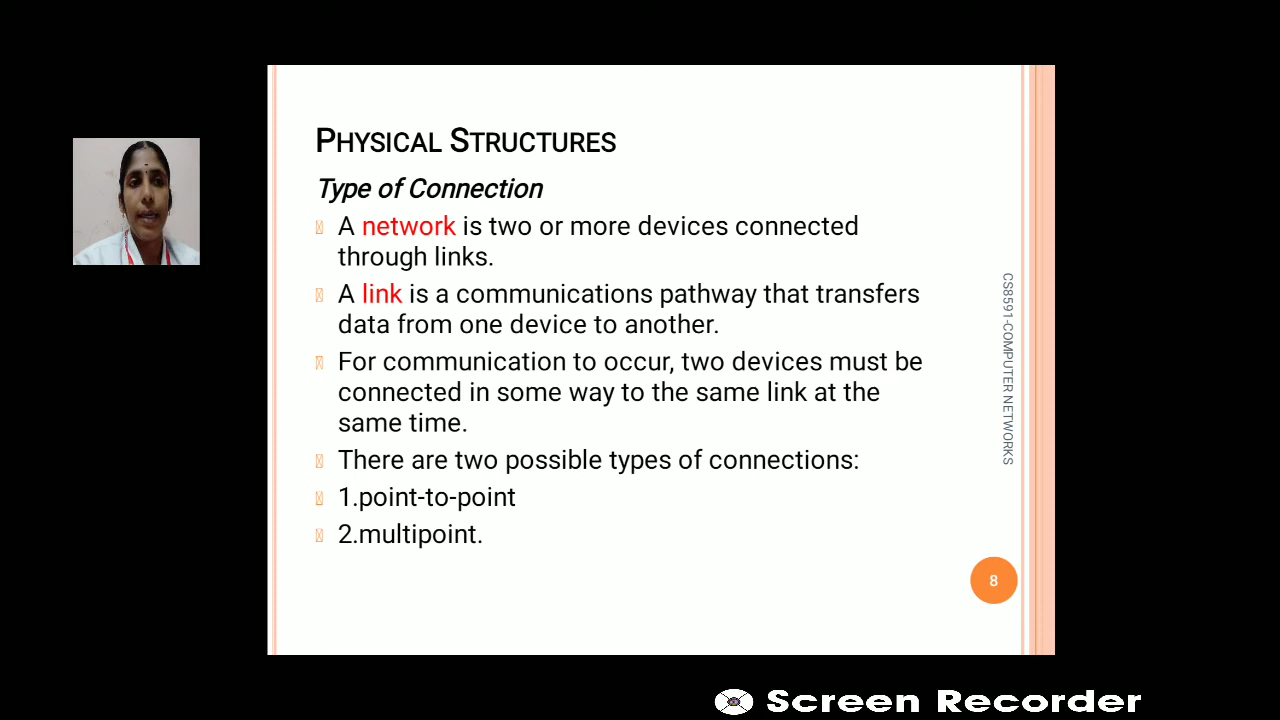 PHYSICAL STRUCTURES
Type of Connection
A network is two or more devices connected
through links.
A link is a communications pathway that transfers
data from one device to another.
For communication to occur, two devices must be
connected in some way to the same link at the
same time.
There are two possible types of connections:
1.point-to-point
2.multipoint.
CS8591-COMPUTER NETWORKS
8
Screen Recorder